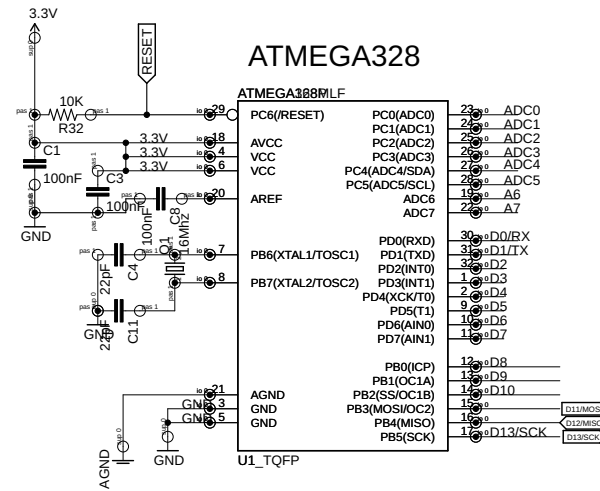 3.3V
RESET
ATMEGA328
10K
R32
29
PC6(/RESET)
PC0(ADC0)
23
ADC0
PC1(ADC1)
24
ADC1
18
AVCC
PC2(ADC2)
25
ADC2
3.3V
4
VCC
PC3(ADC3)
26
ADC3
3.3V
6
VCC
PC4(ADC4/SDA)
27
ADC4
3.3V
PC5(ADC5/SCL)
28
ADC5
C1
100nF
C3
100nF
20
AREF
ADC6
19
A6
ADC7
22
A7
GND
100nF
C8
16Mhz
Q1
PD0(RXD)
30
D0/RX
7
PB6(XTAL1/TOSC1)
PD1(TXD)
31
D1/TX
PD2(INT0)
32
D2
8
PB7(XTAL2/TOSC2)
PD3(INT1)
1
D3
PD4(XCK/T0)
2
D4
PD5(T1)
9
D5
PD6(AIN0)
10
D6
PD7(AIN1)
11
D7
22pF
C4
GND
22pF
C11
PB0(ICP)
12
D8
PB1(OC1A)
13
D9
21
AGND
PB2(SS/OC1B)
14
D10
GND
3
GND
PB3(MOSI/OC2)
15
D11/MOS
GND
5
GND
PB4(MISO)
16
D12/MISO
PB5(SCK)
17
D13/SCK
D13/SCK
AGND
GND
U1_TQFP